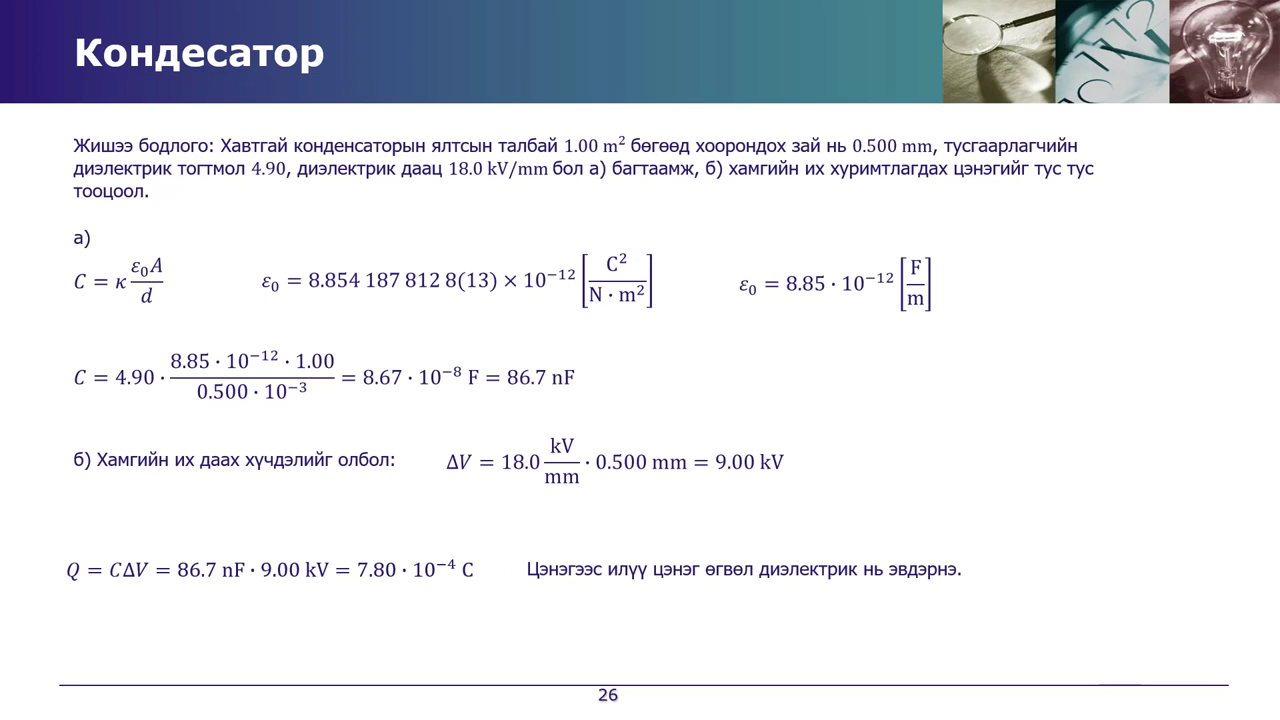 Кондесатор
Жишээ бодлого: Хавтгай конденсаторын ялтсын талбай 1.00 m² бөгөөд хоорондох зай нь 0.500 mm, тусгаарлагчийн
диэлектрик тогтмол 4.90, диэлектрик даац 18.0 kV/mm бол а) багтаамж, б) хамгийн их хуримтлагдах цэнэгийг тус тус
тооцоол.
а)
C = κ ε₀A/d ε₀ = 8.854 187 812 8(13) × 10⁻¹² [C²/N · m²] ε₀ = 8.85 · 10⁻¹² [F/m]
C = 4.90 · 8.85 · 10⁻¹² · 1.00/0.500 · 10⁻³ = 8.67 · 10⁻⁸ F = 86.7 nF
б) Хамгийн их даах хүчдэлийг олбол: ΔV = 18.0 kV/mm · 0.500 mm = 9.00 kV
Q = CΔV = 86.7 nF · 9.00 kV = 7.80 · 10⁻⁴ C Цэнэгээс илүү цэнэг өгвөл диэлектрик нь эвдэрнэ.
26